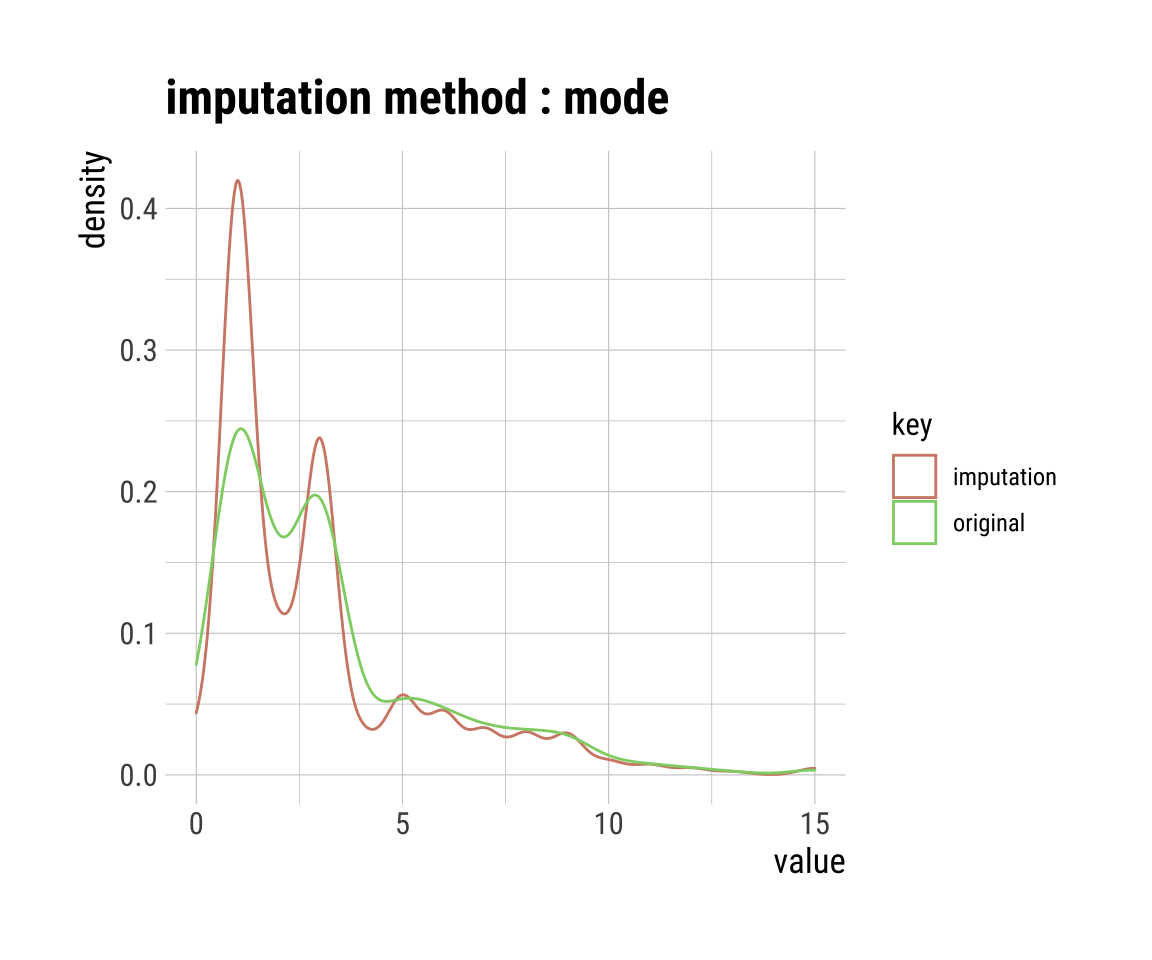 imputation method : mode
density
0.4
0.3
0.2
0.1
0.0
0
5
10
15
value
key
imputation
original